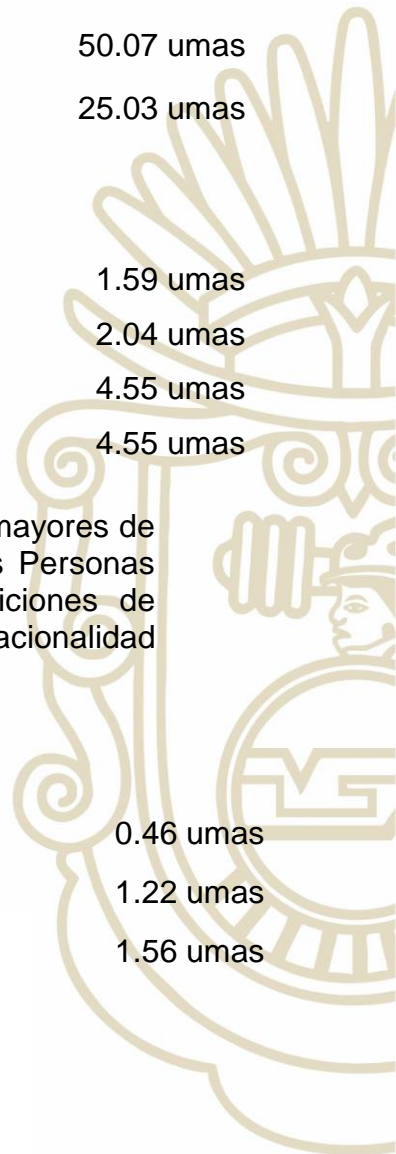 50.07 umas
25.03 umas
1.59 umas
2.04 umas
4.55 umas
4.55 umas
mayores de
s Personas
iciones de
acionalidad
0.46 umas
1.22 umas
1.56 umas